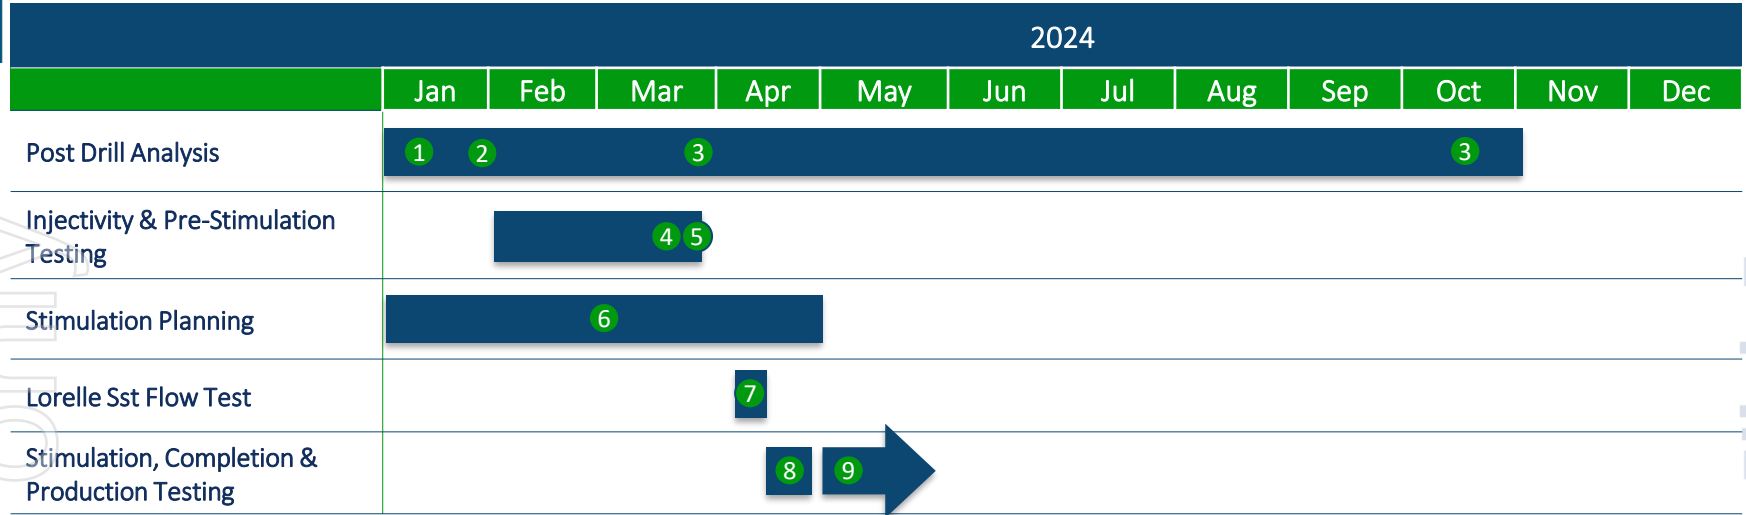 2024
Jan Feb Mar Apr May Jun Jul Aug Sep Oct Nov Dec
Post Drill Analysis 1 2 3 3
Injectivity & Pre-Stimulation
Testing 4 5
Stimulation Planning 6
Lorelle Sst Flow Test 7
Stimulation, Completion &
Production Testing 8 9